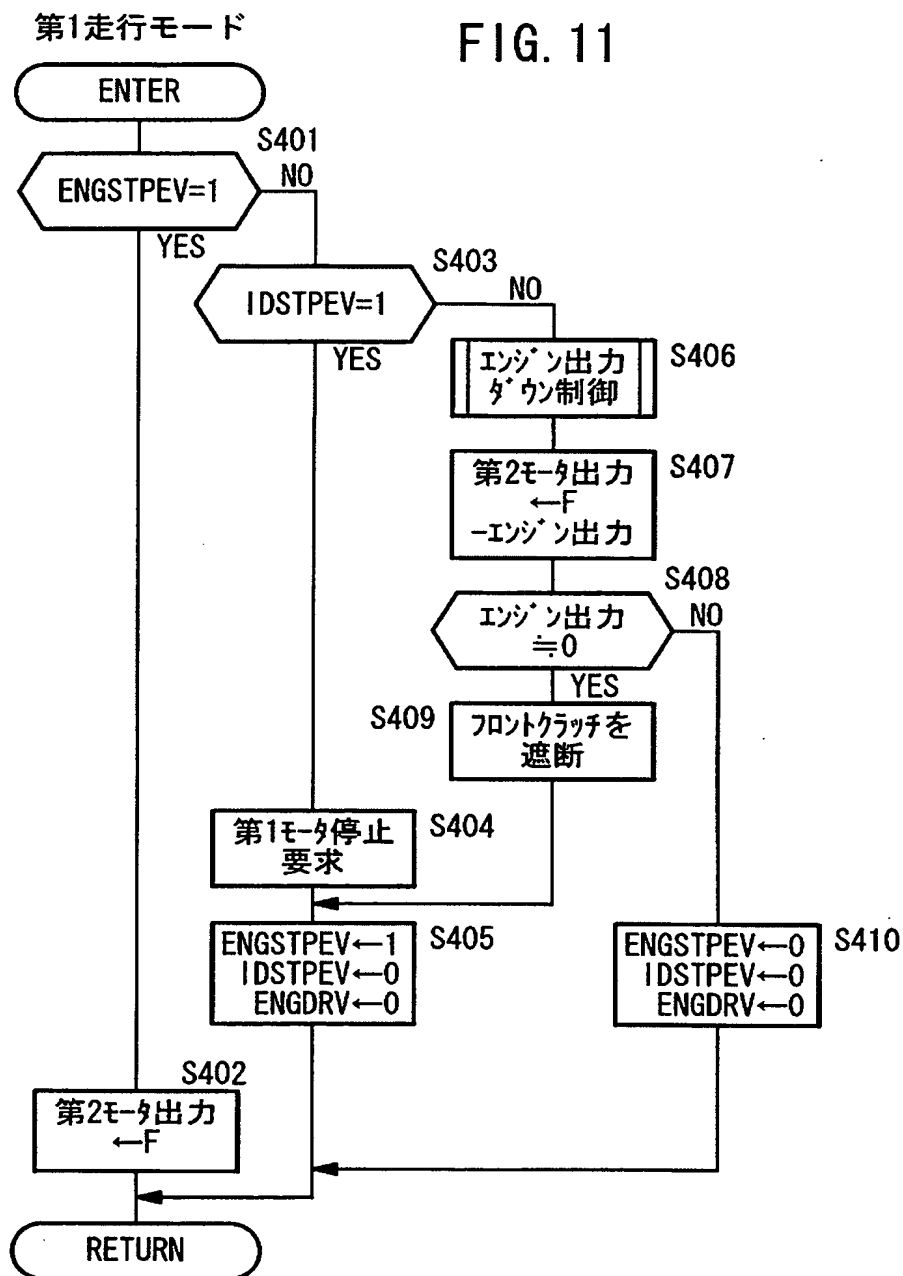 第1走行モード
FIG. 11
ENTER
S401
ENGSTPEV=1
NO
YES
S403
IDSTPEV=1
NO
YES
エンジン出力
ダウン制御
S406
第2モータ出力
←F
-エンジン出力
S407
S408
エンジン出力
≒0
NO
YES
S409
フロントクラッチを
遮断
第1モータ停止
要求
S404
ENGSTPEV←1
IDSTPEV←0
ENGDRV←0
S405
ENGSTPEV←0
IDSTPEV←0
ENGDRV←0
S410
S402
第2モータ出力
←F
RETURN